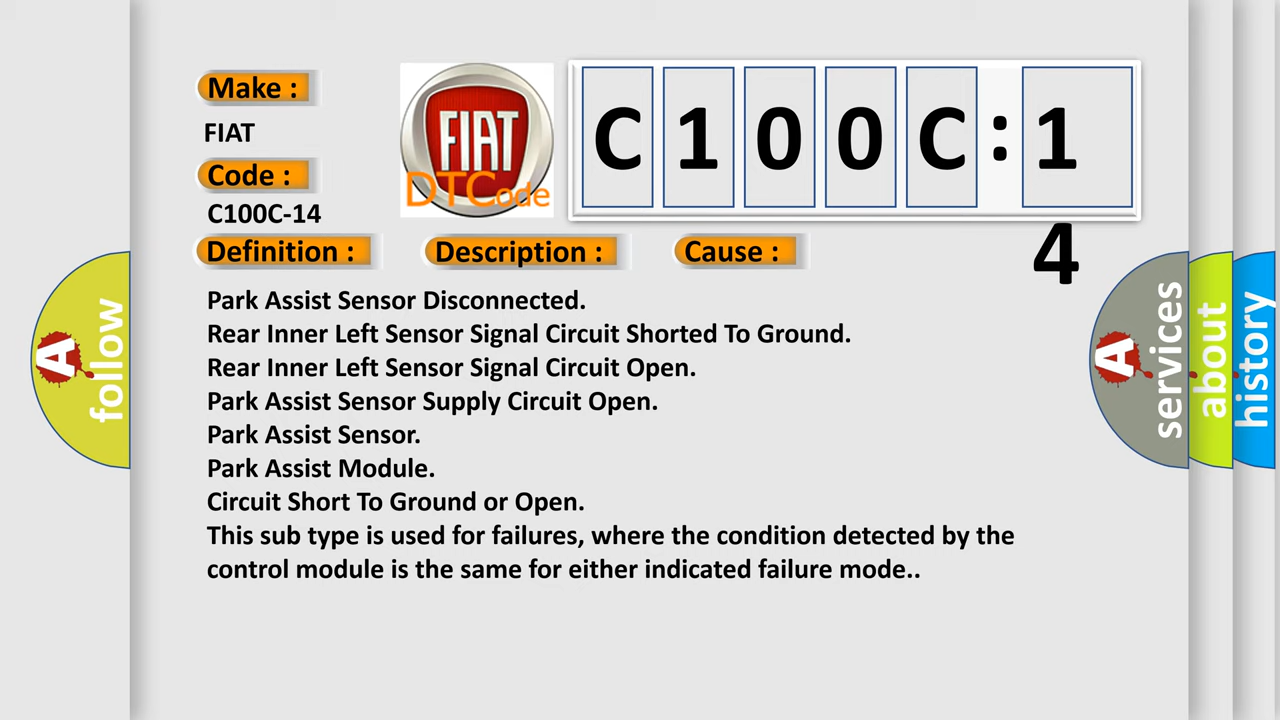 Make :
FIAT
Code :
C100C-14
FIAT
DTCode
C100C:1
4
Definition :
Description :
Cause :
Park Assist Sensor Disconnected.
Rear Inner Left Sensor Signal Circuit Shorted To Ground.
Rear Inner Left Sensor Signal Circuit Open.
Park Assist Sensor Supply Circuit Open.
Park Assist Sensor.
Park Assist Module.
Circuit Short To Ground or Open.
This sub type is used for failures, where the condition detected by the
control module is the same for either indicated failure mode..
A
follow
A
services
about
history